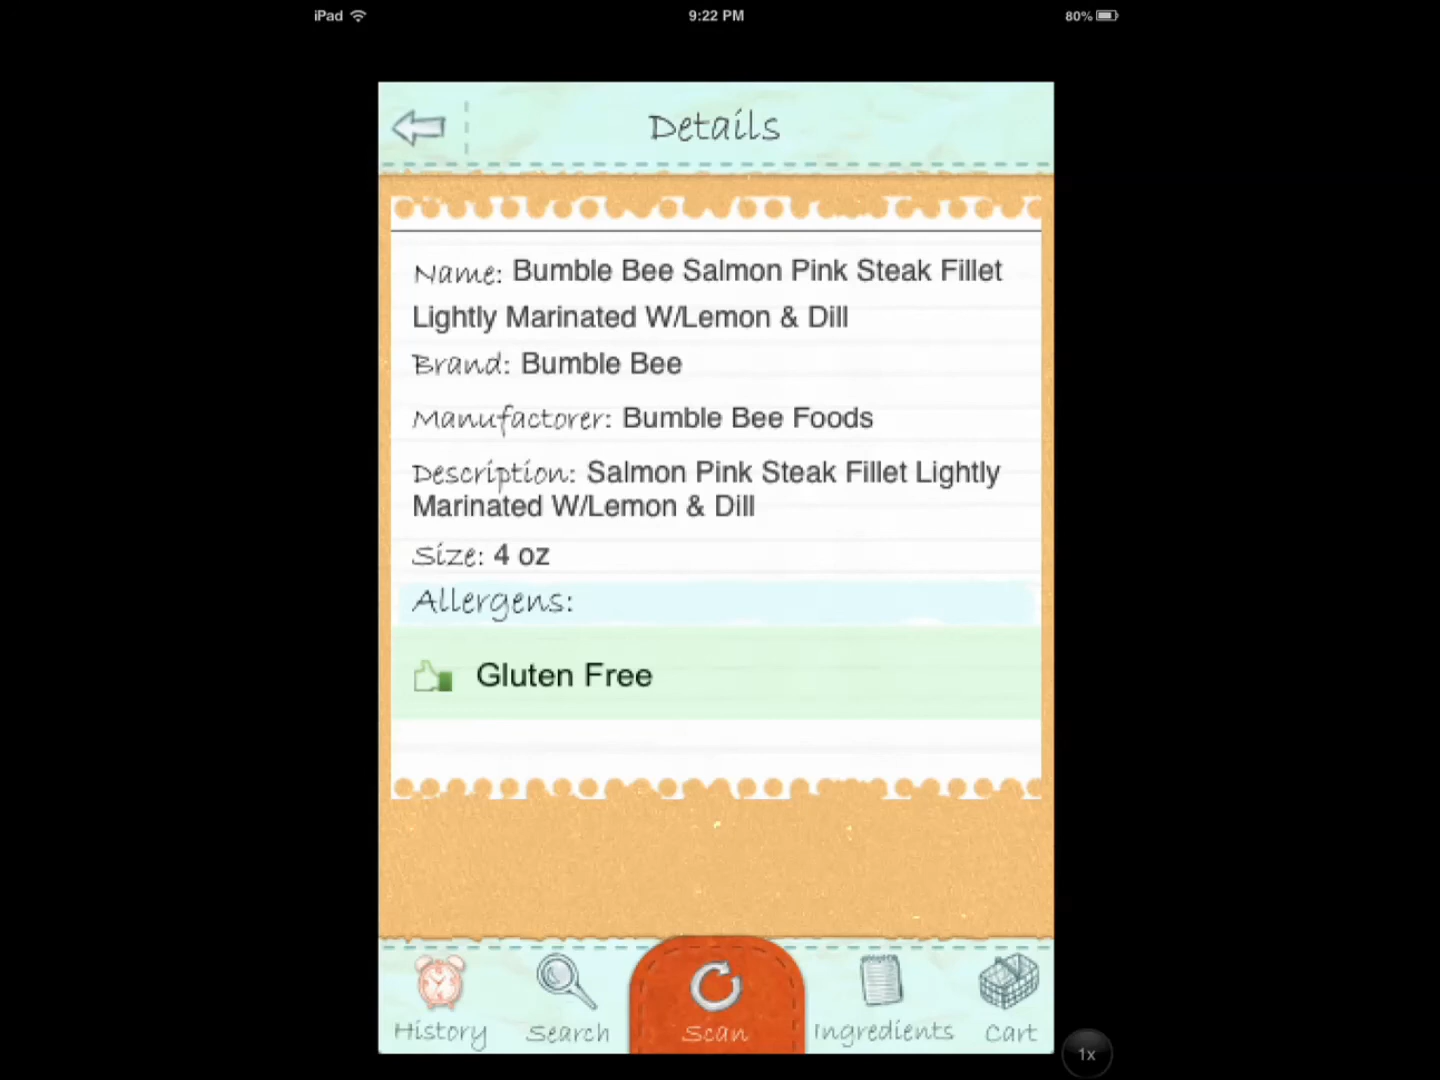 iPad
9:22 PM
80%
Details
Name: Bumble Bee Salmon Pink Steak Fillet
Lightly Marinated W/Lemon & Dill
Brand: Bumble Bee
Manufactorer: Bumble Bee Foods
Description: Salmon Pink Steak Fillet Lightly
Marinated W/Lemon & Dill
Size: 4 oz
Allergens:
Gluten Free
History
Search
Scan
Ingredients
Cart
1x